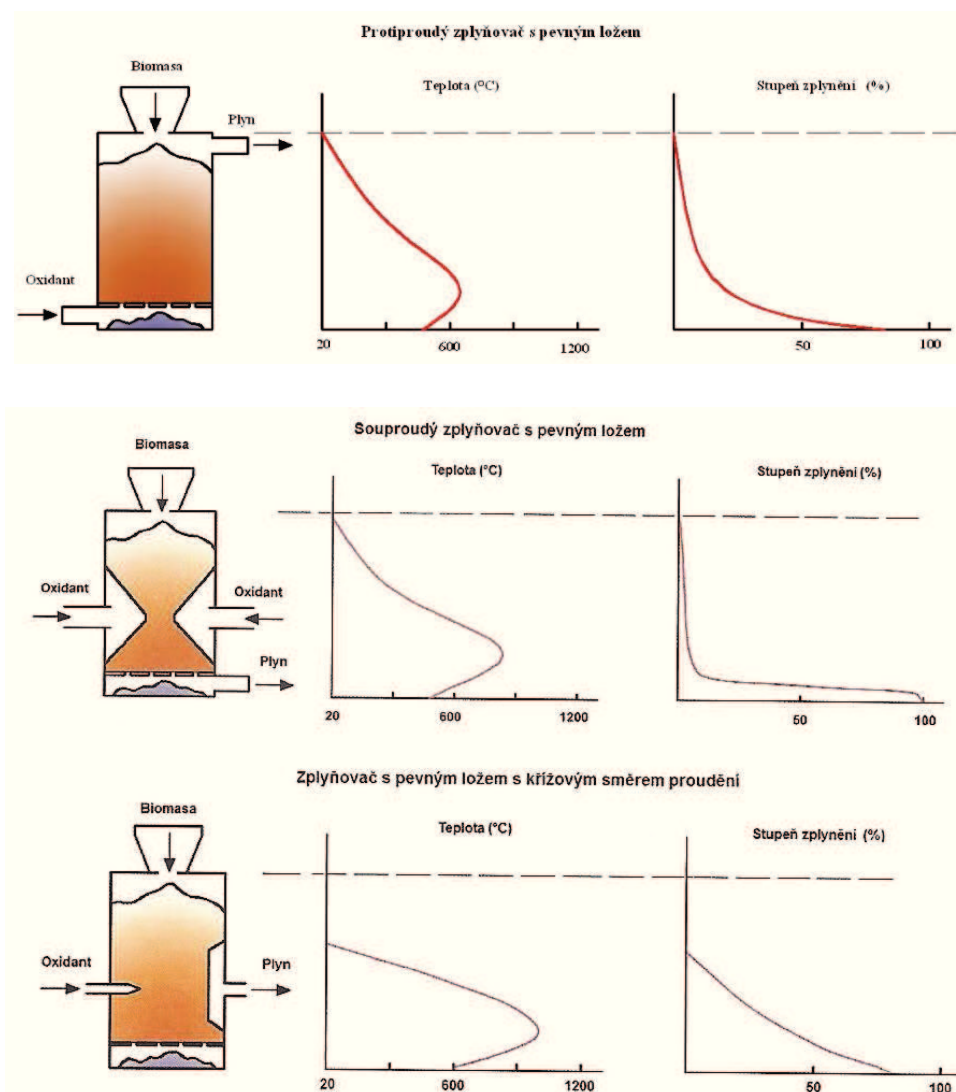 Protiproudý zplyňovač s pevným ložem
Biomasa
Teplota (°C)
Stupeň zplynění (%)
Plyn
Oxidant
20 600 1200
50 100
Souproudý zplyňovač s pevným ložem
Biomasa
Teplota (°C)
Stupeň zplynění (%)
Oxidant
Oxidant
Plyn
20 600 1200
50 100
Zplyňovač s pevným ložem s křížovým směrem proudění
Biomasa
Teplota (°C)
Stupeň zplynění (%)
Oxidant
Plyn
20 600 1200
50 100